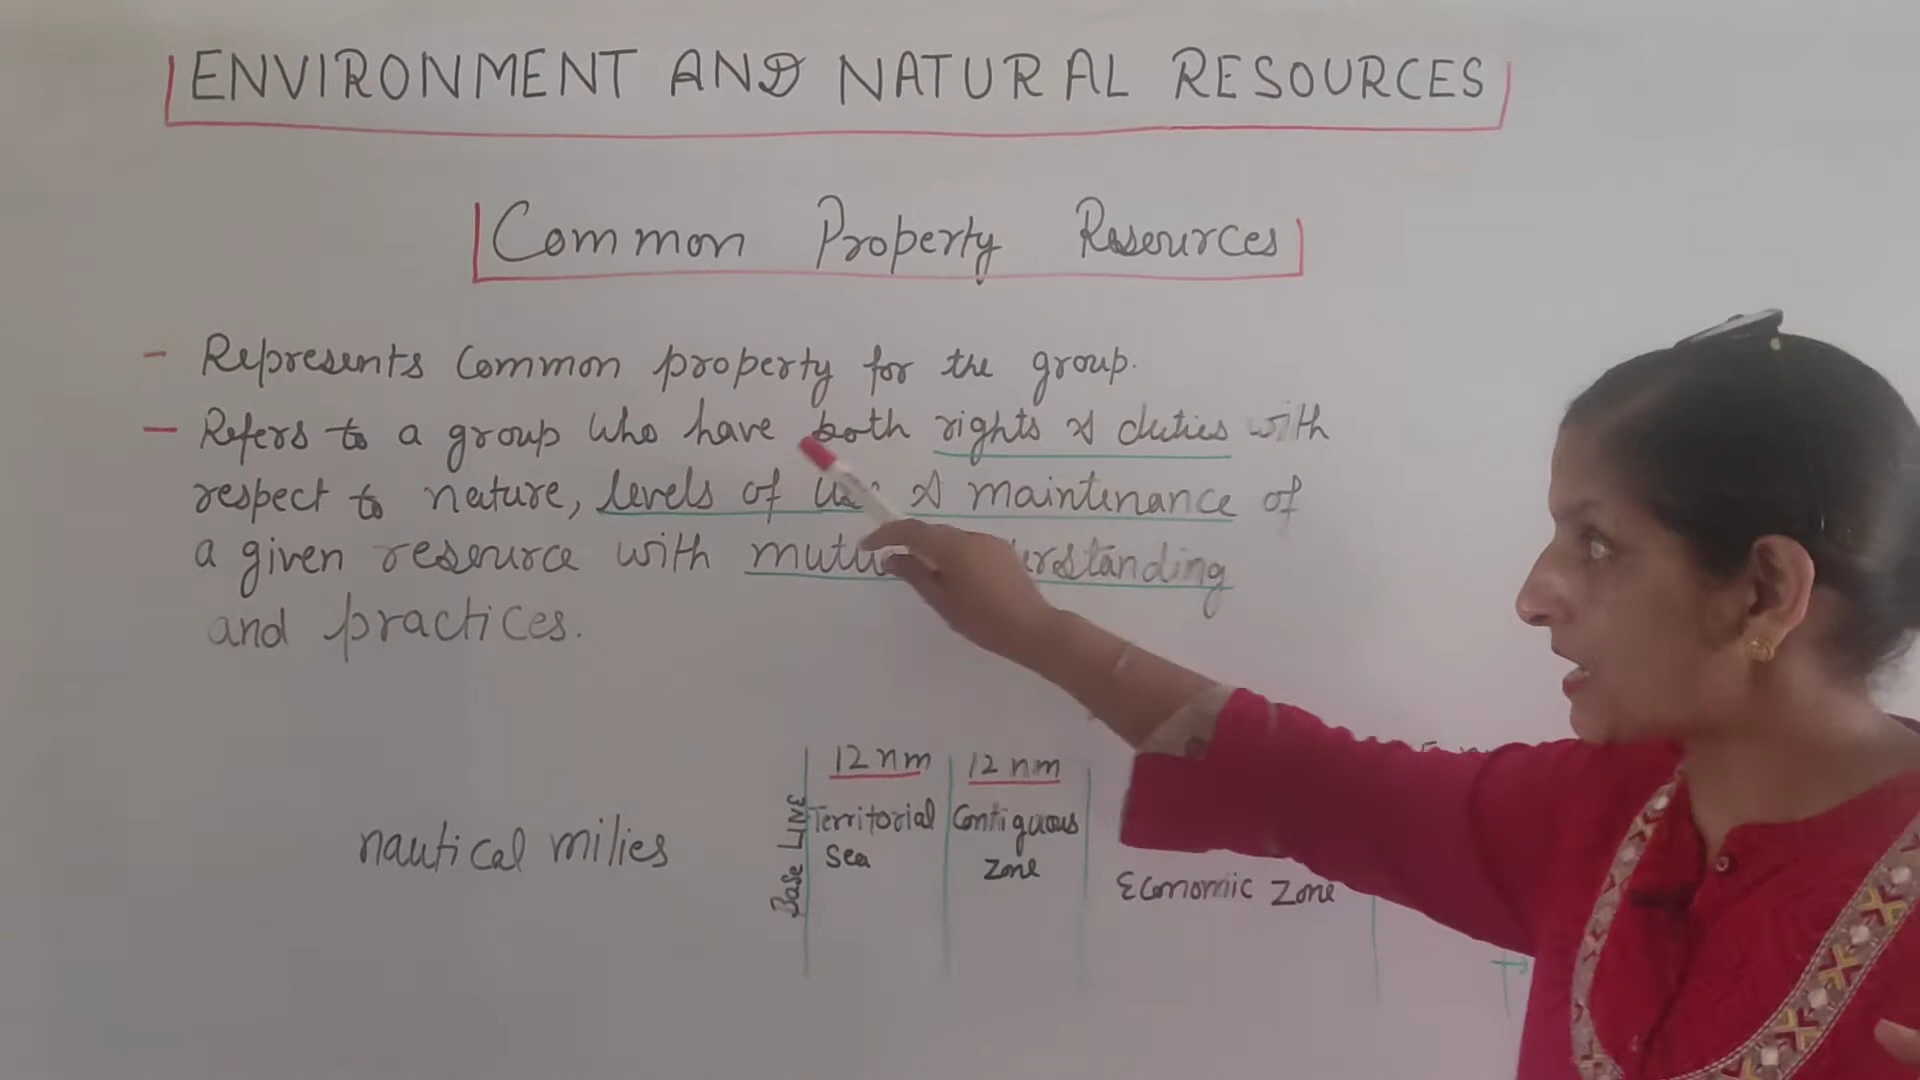 ENVIRONMENT AND NATURAL RESOURCES
Common Property Resources
- Represents Common property for the group.
- Refers to a group who have both rights & duties with
respect to nature, levels of use & maintenance of
a given resource with understanding
and practices.
12 nm 12 nm
nautical milies
Base LINE
Territorial Sea
Contiguous Zone
Economic Zone